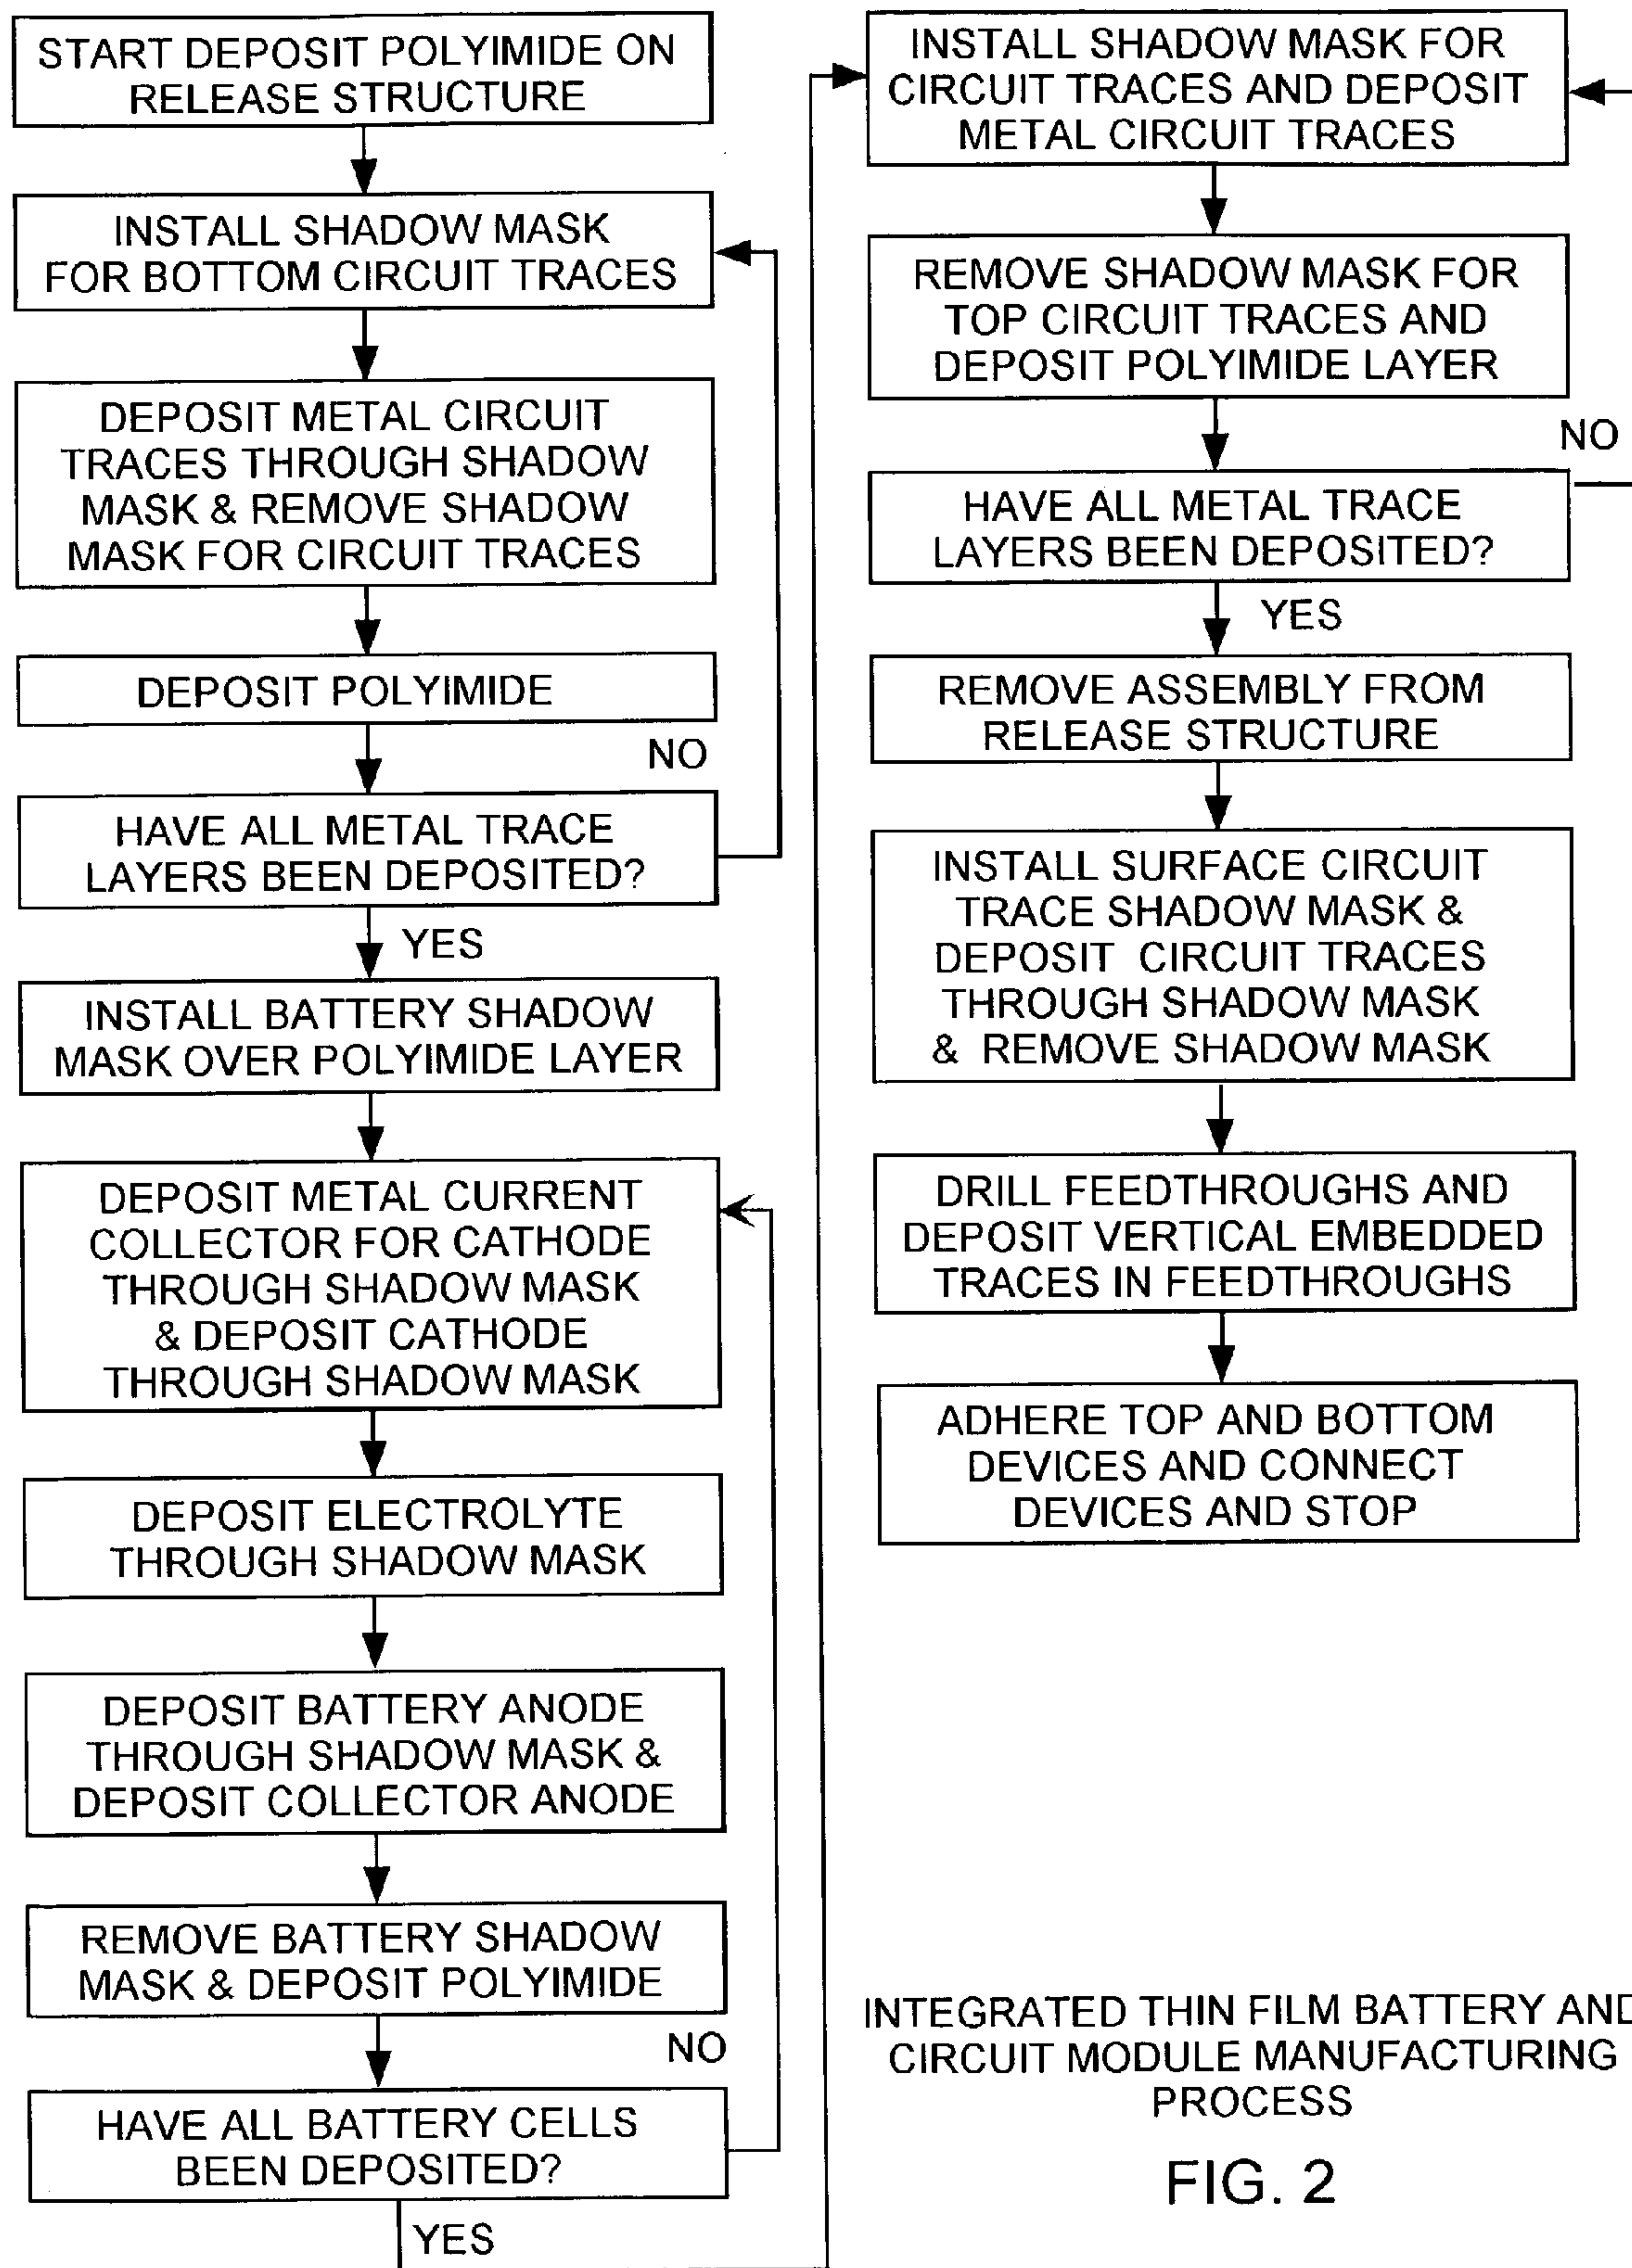 START DEPOSIT POLYIMIDE ON
RELEASE STRUCTURE
INSTALL SHADOW MASK
FOR BOTTOM CIRCUIT TRACES
DEPOSIT METAL CIRCUIT
TRACES THROUGH SHADOW
MASK & REMOVE SHADOW
MASK FOR CIRCUIT TRACES
DEPOSIT POLYIMIDE
NO
HAVE ALL METAL TRACE
LAYERS BEEN DEPOSITED?
YES
INSTALL BATTERY SHADOW
MASK OVER POLYIMIDE LAYER
DEPOSIT METAL CURRENT
COLLECTOR FOR CATHODE
THROUGH SHADOW MASK
& DEPOSIT CATHODE
THROUGH SHADOW MASK
DEPOSIT ELECTROLYTE
THROUGH SHADOW MASK
DEPOSIT BATTERY ANODE
THROUGH SHADOW MASK &
DEPOSIT COLLECTOR ANODE
REMOVE BATTERY SHADOW
MASK & DEPOSIT POLYIMIDE
NO
HAVE ALL BATTERY CELLS
BEEN DEPOSITED?
YES
INSTALL SHADOW MASK FOR
CIRCUIT TRACES AND DEPOSIT
METAL CIRCUIT TRACES
REMOVE SHADOW MASK FOR
TOP CIRCUIT TRACES AND
DEPOSIT POLYIMIDE LAYER
NO
HAVE ALL METAL TRACE
LAYERS BEEN DEPOSITED?
YES
REMOVE ASSEMBLY FROM
RELEASE STRUCTURE
INSTALL SURFACE CIRCUIT
TRACE SHADOW MASK &
DEPOSIT CIRCUIT TRACES
THROUGH SHADOW MASK
& REMOVE SHADOW MASK
DRILL FEEDTHROUGHS AND
DEPOSIT VERTICAL EMBEDDED
TRACES IN FEEDTHROUGHS
ADHERE TOP AND BOTTOM
DEVICES AND CONNECT
DEVICES AND STOP
INTEGRATED THIN FILM BATTERY AND
CIRCUIT MODULE MANUFACTURING
PROCESS
FIG. 2